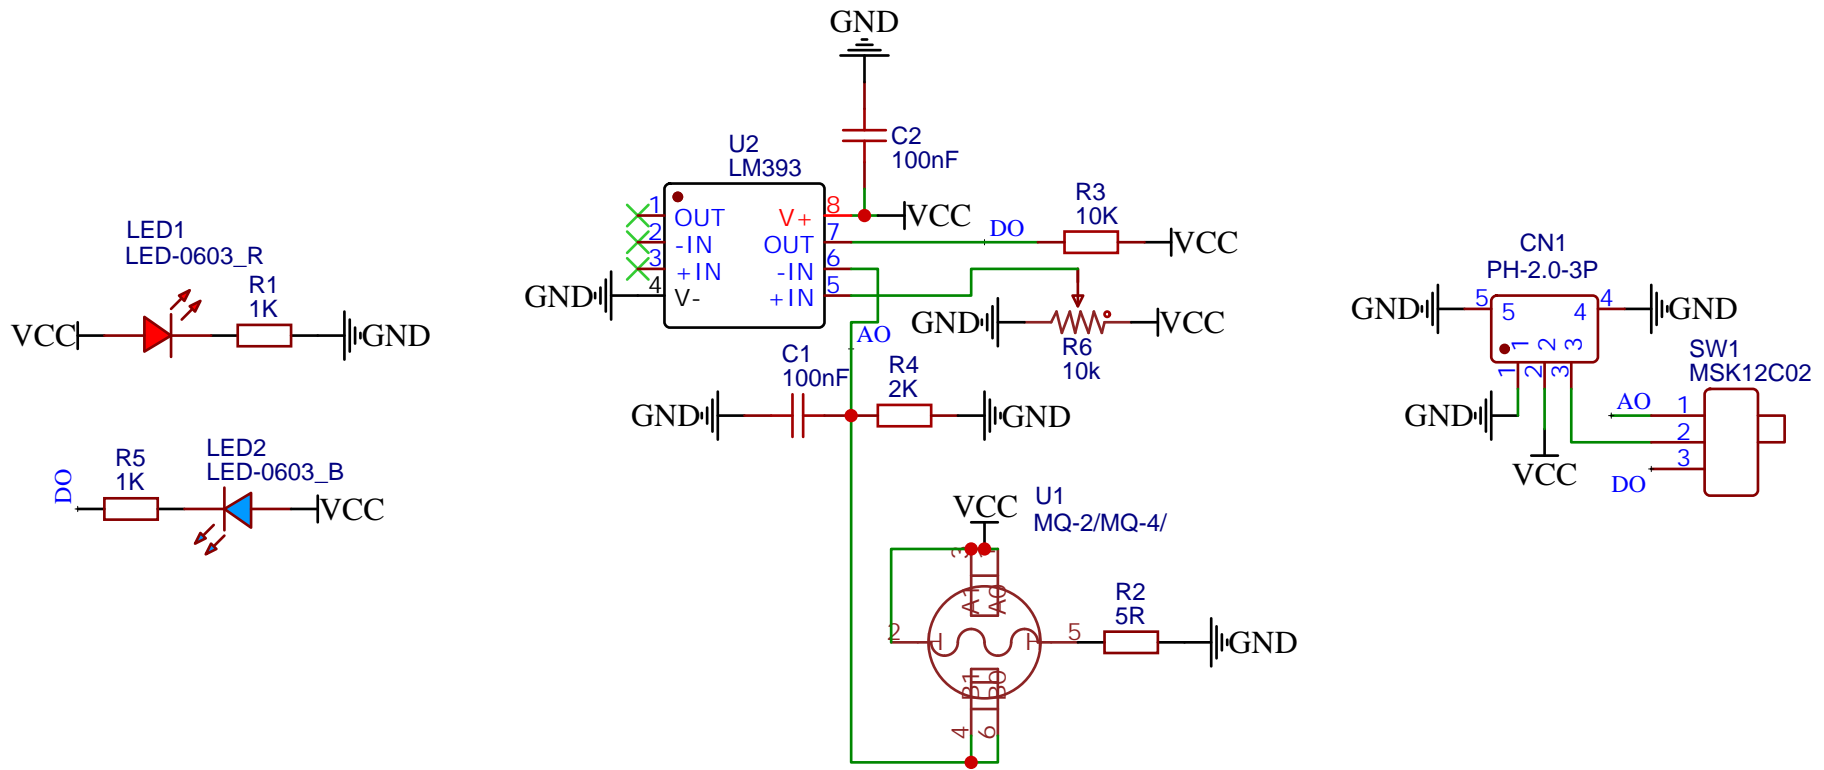 GND
C2
100nF
U2
LM393
1
2
3
4
OUT
-IN
+IN
V-
V+
OUT
-IN
+IN
8
7
6
5
VCC
DO
R3
10K
VCC
GND
GND
R6
10k
VCC
AO
LED1
LED-0603_R
R1
1K
VCC
GND
C1
100nF
R4
2K
GND
GND
DO
R5
1K
LED2
LED-0603_B
VCC
CN1
PH-2.0-3P
GND
5
5
4
4
GND
1
2
3
1
2
3
GND
VCC
SW1
MSK12C02
AO
1
2
3
DO
VCC
U1
MQ-2/MQ-4/
3
A1
A0
2
H
H
5
R2
5R
GND
B1
B0
4
6